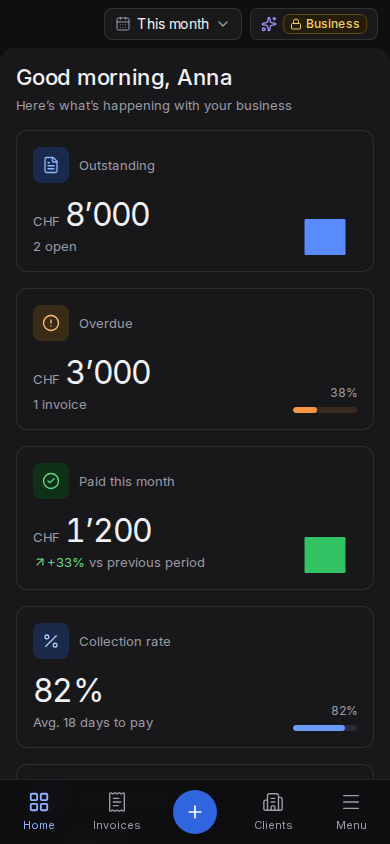 This month
Business
Good morning, Anna
Here’s what’s happening with your business
Outstanding
CHF 8’000
2 open
Overdue
CHF 3’000
38%
1 invoice
Paid this month
CHF 1’200
+33% vs previous period
Collection rate
82%
82%
Avg. 18 days to pay
Home
Invoices
Clients
Menu